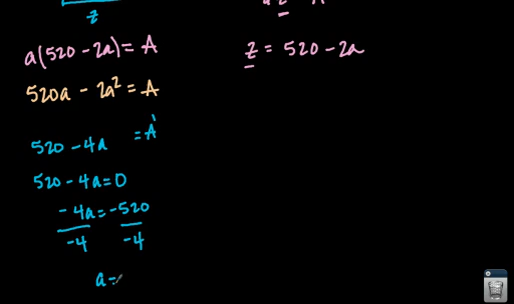 z
a(520 - 2a) = A
z = 520 - 2a
520a - 2a² = A
520 - 4a = A'
520 - 4a = 0
-4a = -520
-4 -4
a =